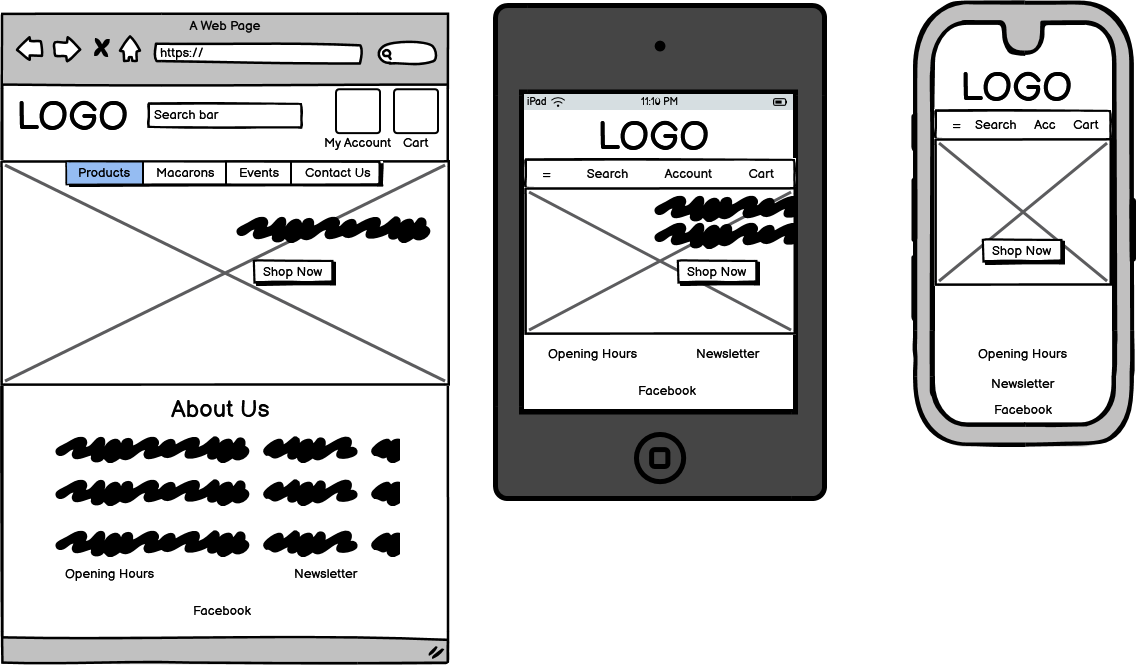 A Web Page
https://
LOGO
Search bar
My Account Cart
Products Macarons Events Contact Us
Shop Now
About Us
Opening Hours Newsletter
Facebook
iPad 11:10 PM
LOGO
= Search Account Cart
Shop Now
Opening Hours Newsletter
Facebook
LOGO
= Search Acc Cart
Shop Now
Opening Hours
Newsletter
Facebook